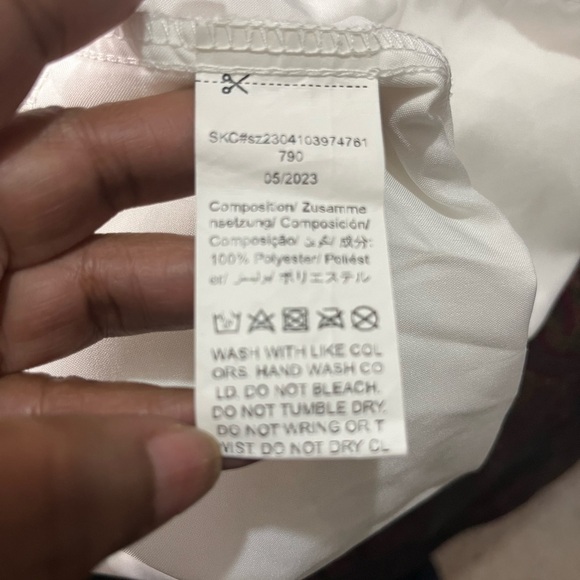 SKC#sz2304103974761
790
05/2023
Composition/ Zusamme
nsetzung/ Composición/
Composição/ تكوين/ 成分:
100% Polyester/ Poliést
er/ بوليستر/ ポリエステル
WASH WITH LIKE COL
ORS. HAND WASH CO
LD. DO NOT BLEACH.
DO NOT TUMBLE DRY.
DO NOT WRING OR T
WIST DO NOT DRY CL